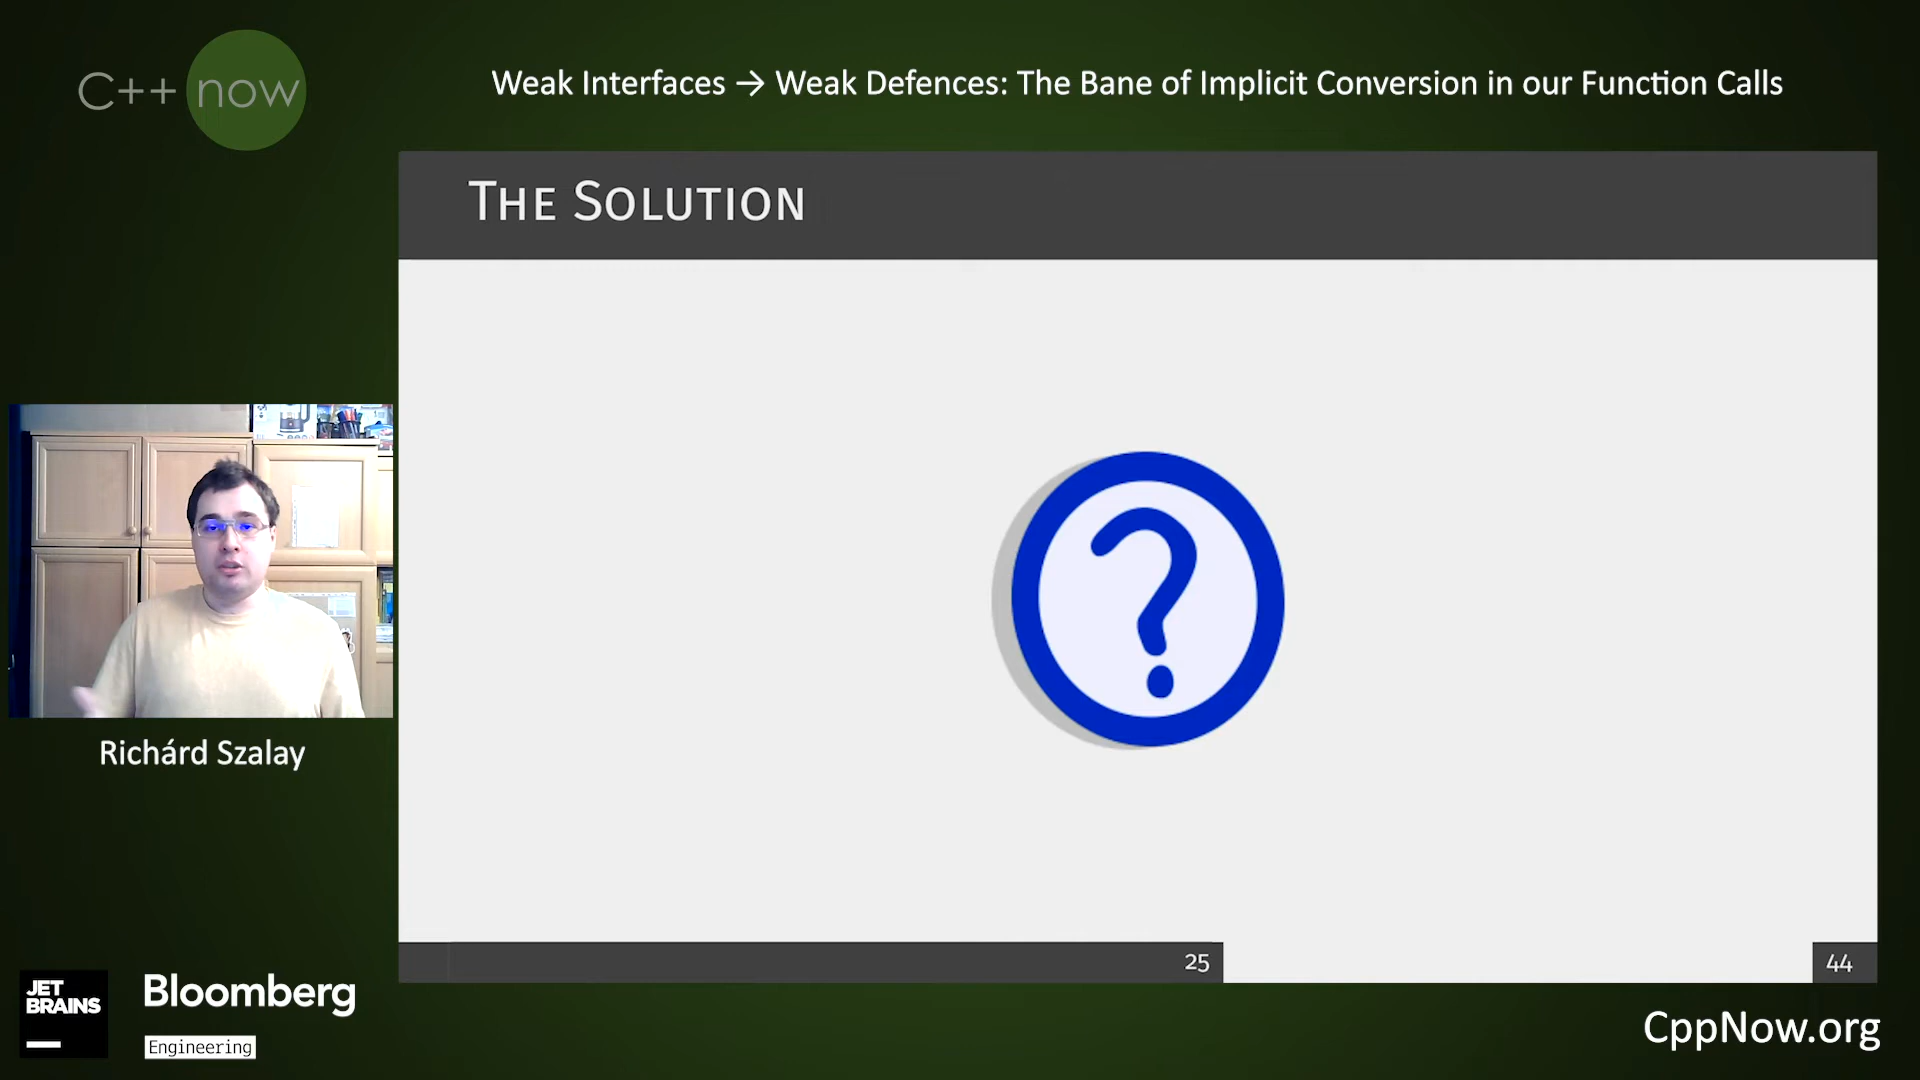 C++ now
Weak Interfaces → Weak Defences: The Bane of Implicit Conversion in our Function Calls
THE SOLUTION
?
Richárd Szalay
25
44
JET
BRAINS
Bloomberg
Engineering
CppNow.org